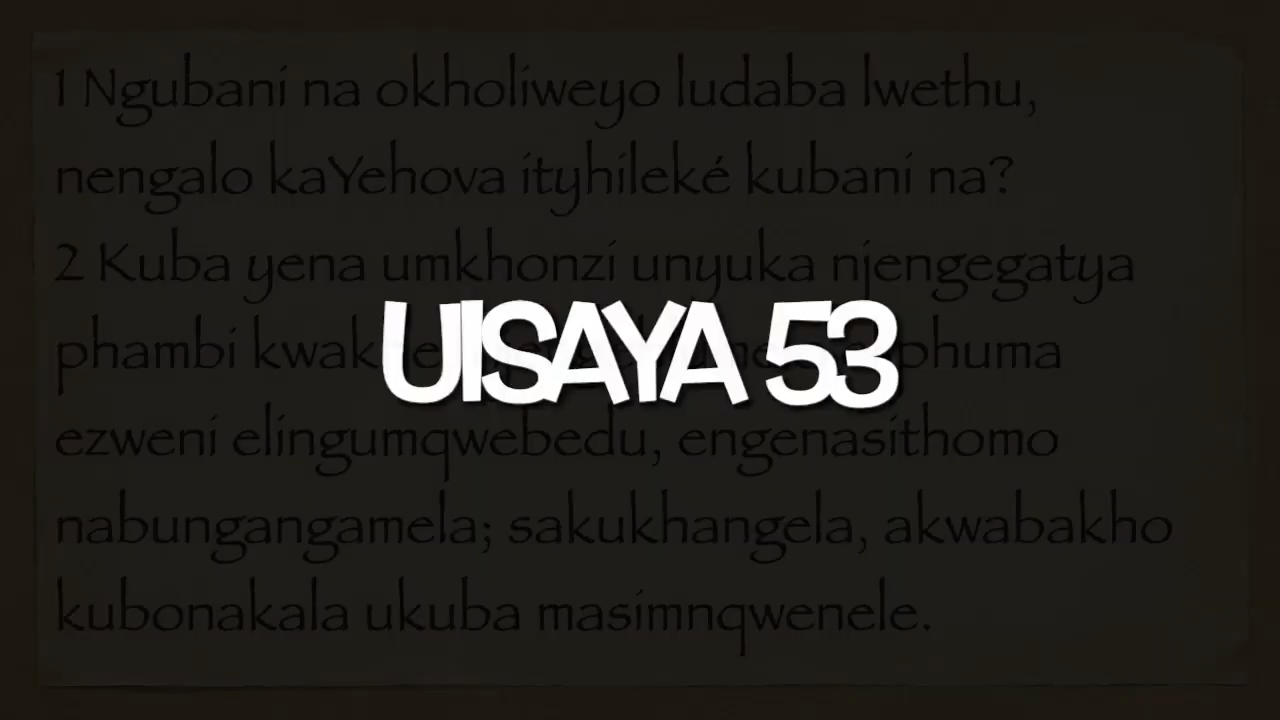 1 Ngubani na okholiweyo ludaba lwethu,
nengalo kaYehova ityhileké kubani na?
2 Kuba yena umkhonzi unyuka njengegatya
phambi phuma
UISAYA 53
ezweni elingumqwebedu, engenasithomo
nabungangamela; sakukhangela, akwabakho
kubonakala ukuba masimnqwenele.